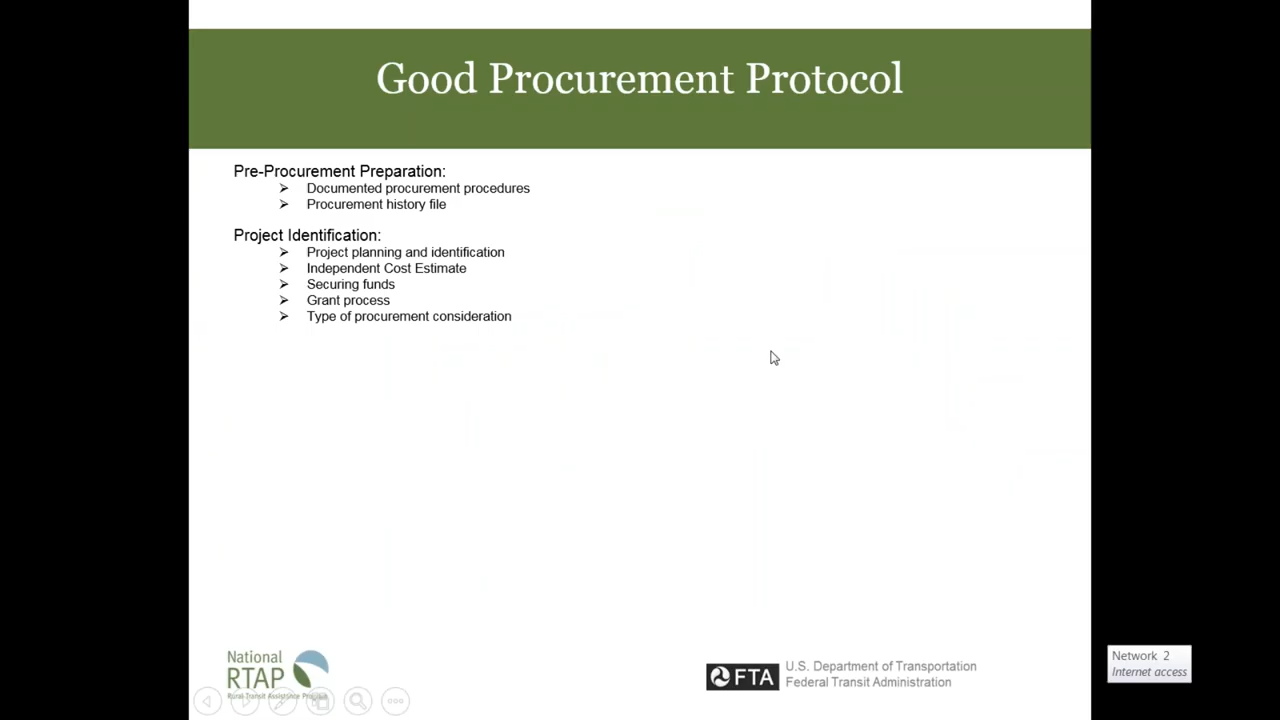 Good Procurement Protocol
Pre-Procurement Preparation:
Documented procurement procedures
Procurement history file
Project Identification:
Project planning and identification
Independent Cost Estimate
Securing funds
Grant process
Type of procurement consideration
National
RTAP
Rural Transit Assistance Program
FTA
U.S. Department of Transportation
Federal Transit Administration
Network 2
Internet access